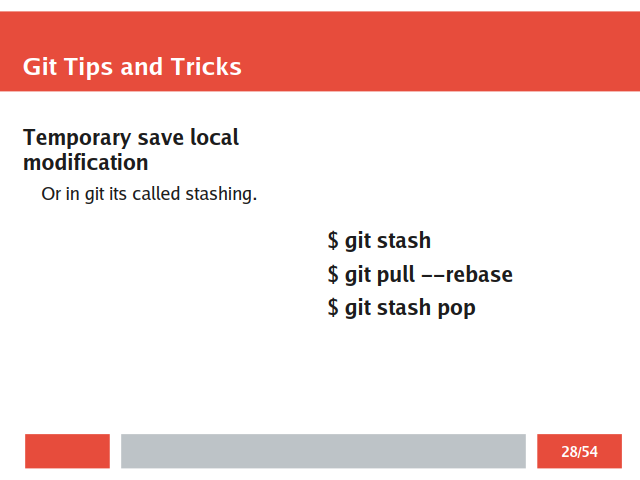 Git Tips and Tricks
Temporary save local
modification
Or in git its called stashing.
$ git stash
$ git pull --rebase
$ git stash pop
28/54